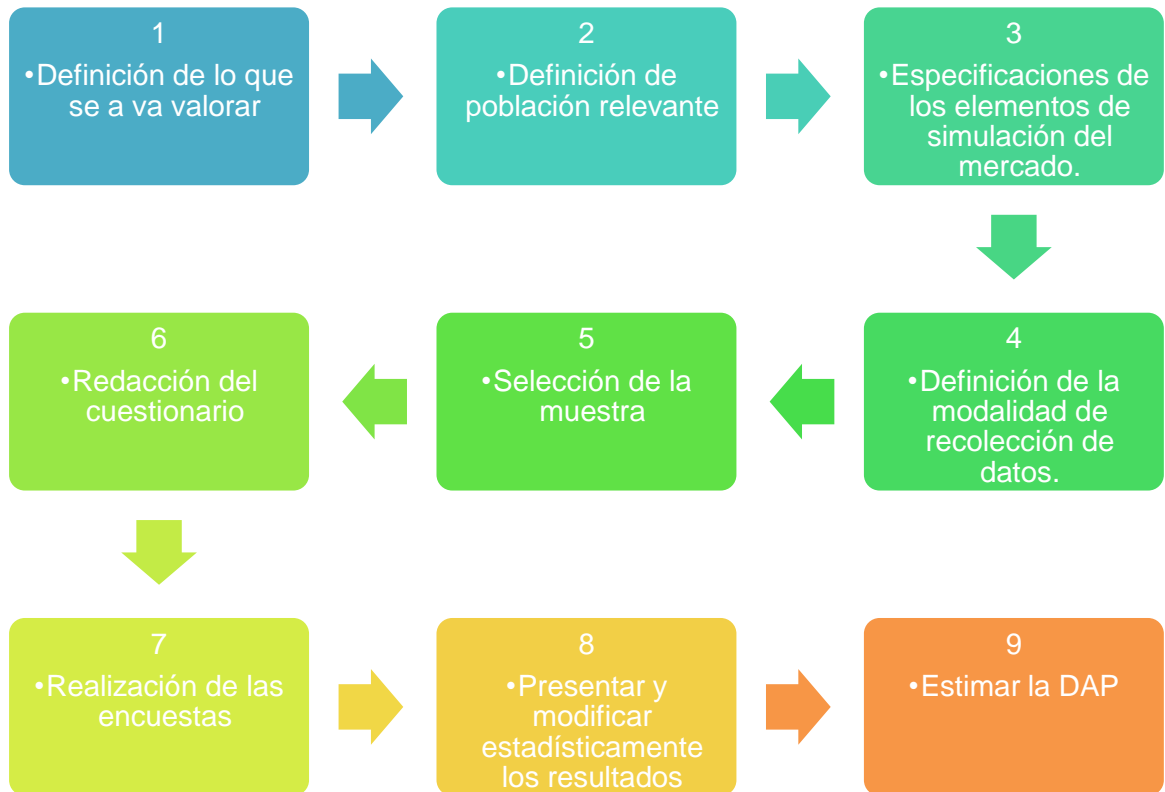 1
•Definición de lo que
se a va valorar
2
•Definición de
población relevante
3
•Especificaciones de
los elementos de
simulación del
mercado.
4
•Definición de la
modalidad de
recolección de
datos.
5
•Selección de la
muestra
6
•Redacción del
cuestionario
7
•Realización de las
encuestas
8
•Presentar y
modificar
estadísticamente
los resultados
9
•Estimar la DAP